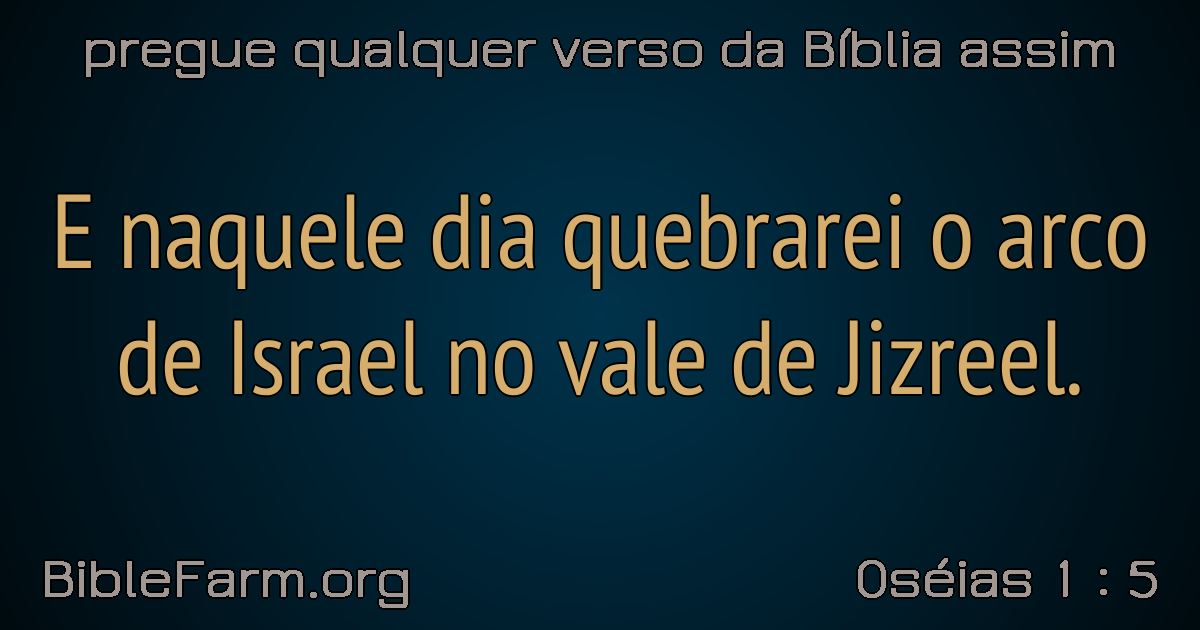 pregue qualquer verso da Bíblia assim
E naquele dia quebrarei o arco
de Israel no vale de Jizreel.
BibleFarm.org
Oséias 1 : 5